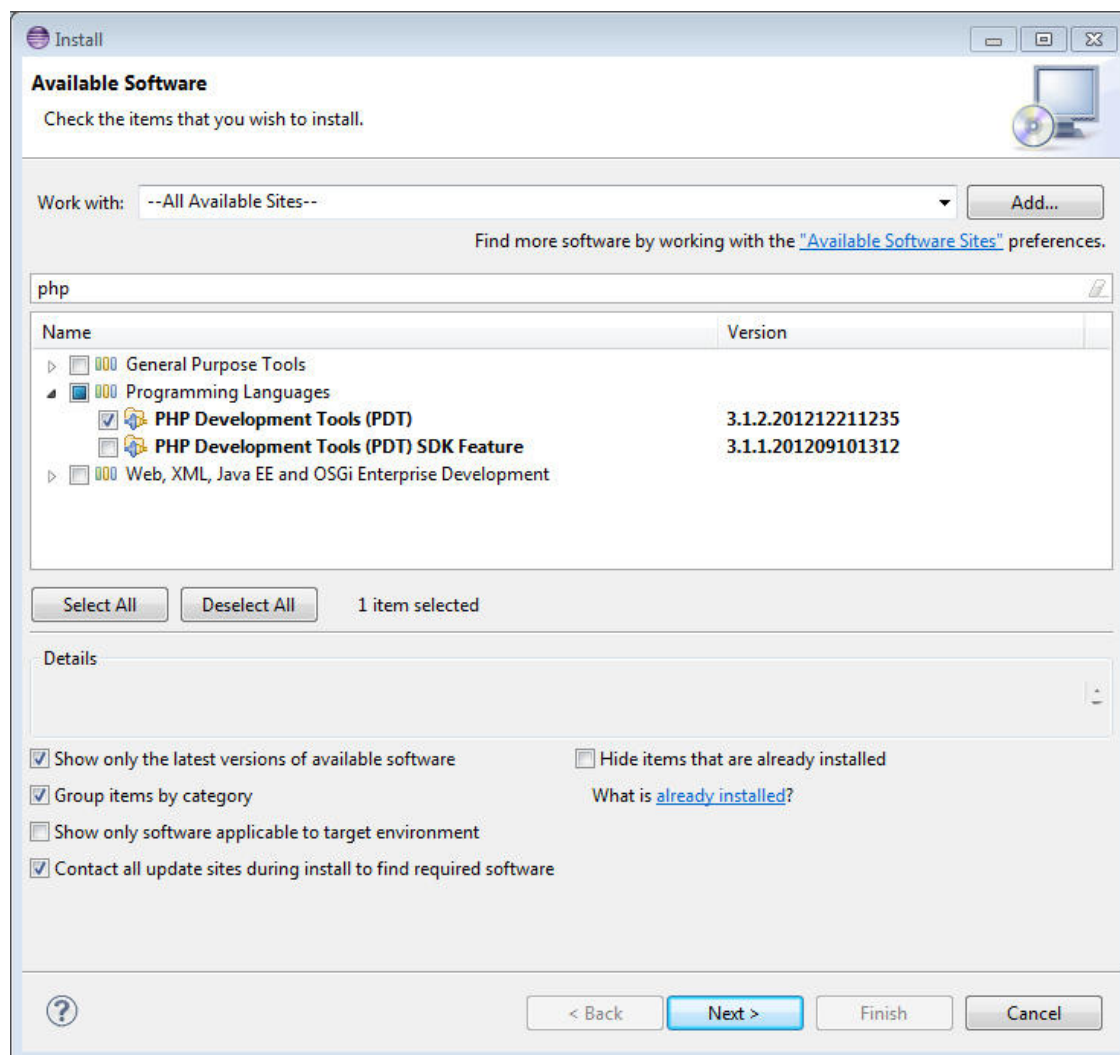 Install
Available Software
Check the items that you wish to install.
Work with: --All Available Sites-- Add...
Find more software by working with the "Available Software Sites" preferences.
php
Name Version
General Purpose Tools
Programming Languages
PHP Development Tools (PDT) 3.1.2.201212211235
PHP Development Tools (PDT) SDK Feature 3.1.1.201209101312
Web, XML, Java EE and OSGi Enterprise Development
Select All Deselect All 1 item selected
Details
Show only the latest versions of available software Hide items that are already installed
Group items by category What is already installed?
Show only software applicable to target environment
Contact all update sites during install to find required software
? < Back Next > Finish Cancel